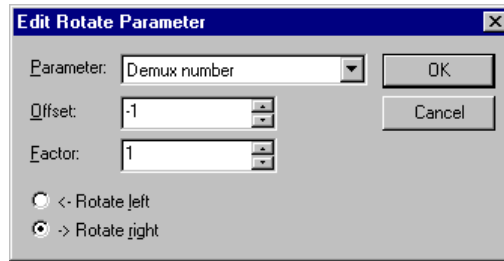 Edit Rotate Parameter
Parameter: Demux number OK
Offset: -1 Cancel
Factor: 1
<- Rotate left
-> Rotate right